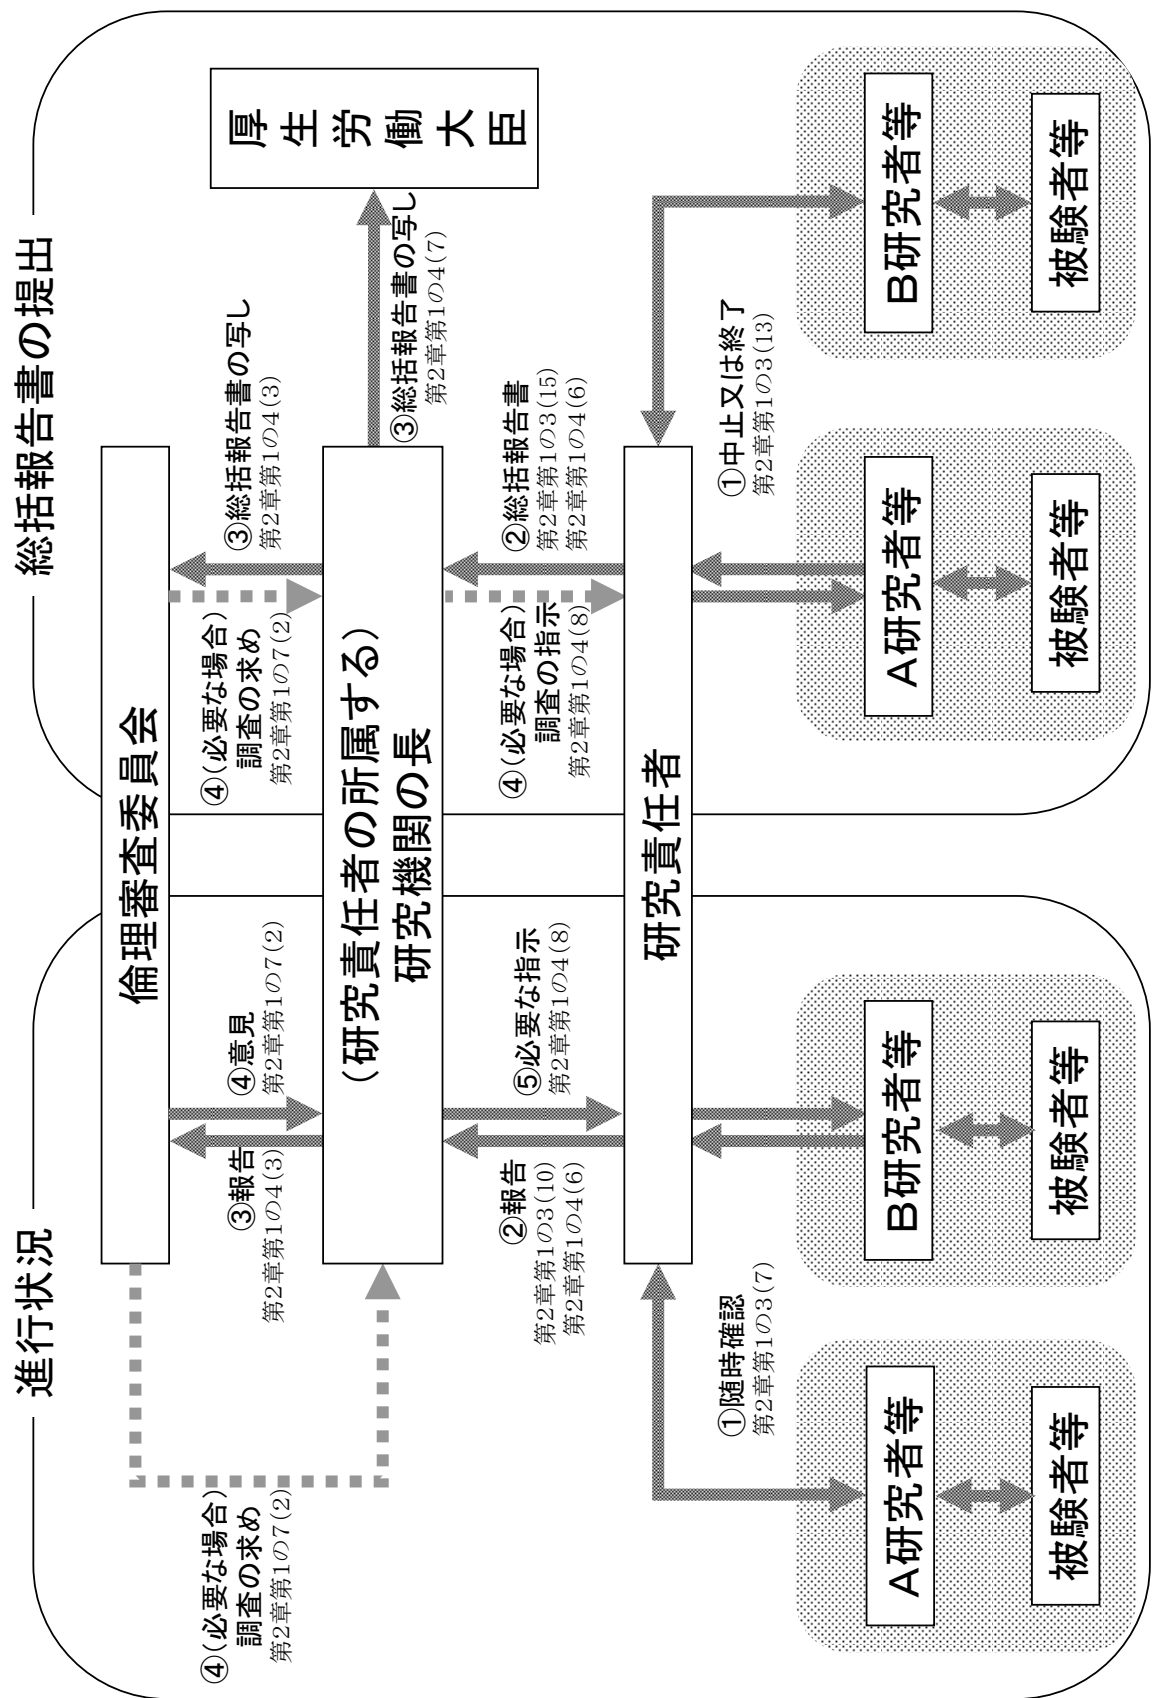 進行状況
総括報告書の提出
倫理審査委員会
④(必要な場合)
調査の求め
第2章第1の7(2)
③報告
第2章第1の4(3)
④意見
第2章第1の7(2)
④(必要な場合)
調査の求め
第2章第1の7(2)
③総括報告書の写し
第2章第1の4(3)
(研究責任者の所属する)
研究機関の長
③総括報告書の写し
第2章第1の4(7)
厚生労働大臣
②報告
第2章第1の3(10)
第2章第1の4(6)
⑤必要な指示
第2章第1の4(8)
④(必要な場合)
調査の指示
第2章第1の4(8)
②総括報告書
第2章第1の3(15)
第2章第1の4(6)
研究責任者
①随時確認
第2章第1の3(7)
①中止又は終了
第2章第1の3(13)
A研究者等
被験者等
B研究者等
被験者等
A研究者等
被験者等
B研究者等
被験者等